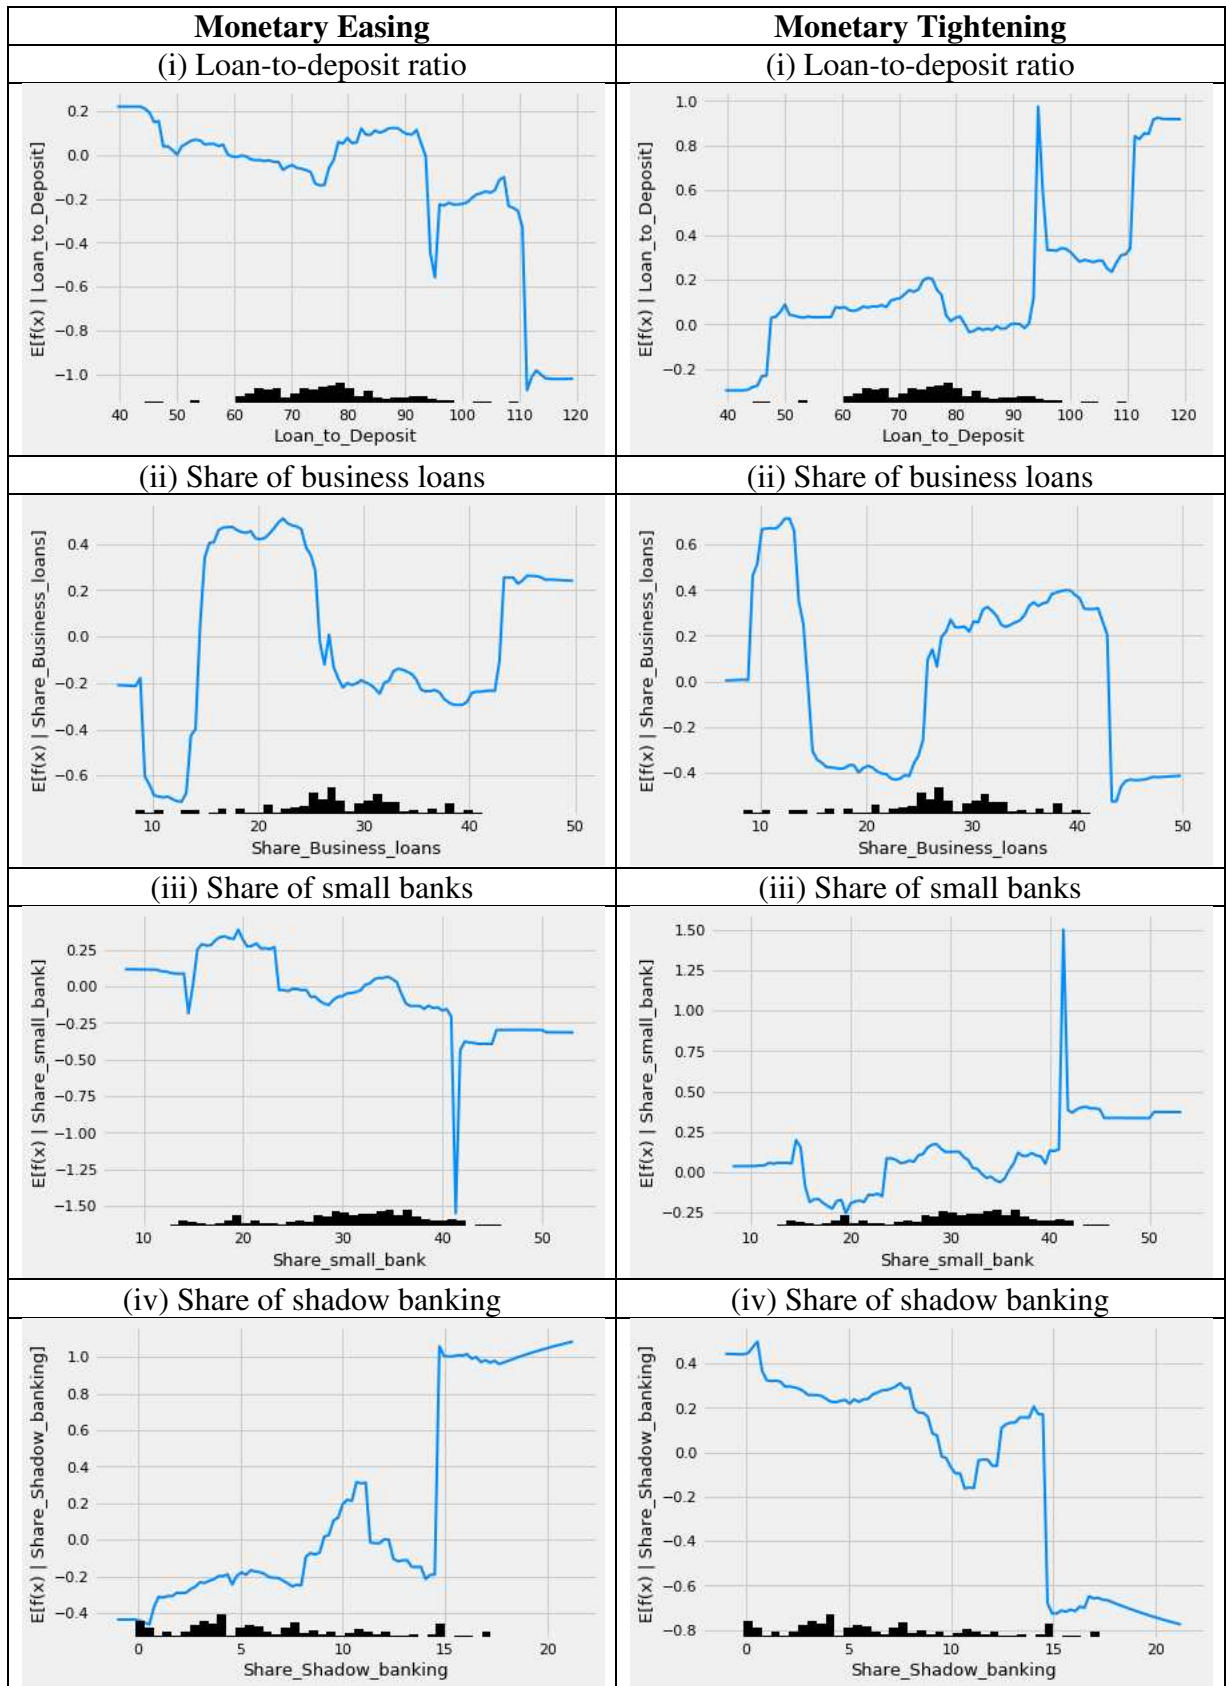 Monetary Easing
Monetary Tightening
(i) Loan-to-deposit ratio
(i) Loan-to-deposit ratio
E[f(x) | Loan_to_Deposit]
0.2
0.0
−0.2
−0.4
−0.6
−0.8
−1.0
40 50 60 70 80 90 100 110 120
Loan_to_Deposit
E[f(x) | Loan_to_Deposit]
1.0
0.8
0.6
0.4
0.2
0.0
−0.2
40 50 60 70 80 90 100 110 120
Loan_to_Deposit
(ii) Share of business loans
(ii) Share of business loans
E[f(x) | Share_Business_loans]
0.4
0.2
0.0
−0.2
−0.4
−0.6
10 20 30 40 50
Share_Business_loans
E[f(x) | Share_Business_loans]
0.6
0.4
0.2
0.0
−0.2
−0.4
10 20 30 40 50
Share_Business_loans
(iii) Share of small banks
(iii) Share of small banks
E[f(x) | Share_small_bank]
0.25
0.00
−0.25
−0.50
−0.75
−1.00
−1.25
−1.50
10 20 30 40 50
Share_small_bank
E[f(x) | Share_small_bank]
1.50
1.25
1.00
0.75
0.50
0.25
0.00
−0.25
10 20 30 40 50
Share_small_bank
(iv) Share of shadow banking
(iv) Share of shadow banking
E[f(x) | Share_Shadow_banking]
1.0
0.8
0.6
0.4
0.2
0.0
−0.2
−0.4
0 5 10 15 20
Share_Shadow_banking
E[f(x) | Share_Shadow_banking]
0.4
0.2
0.0
−0.2
−0.4
−0.6
−0.8
0 5 10 15 20
Share_Shadow_banking